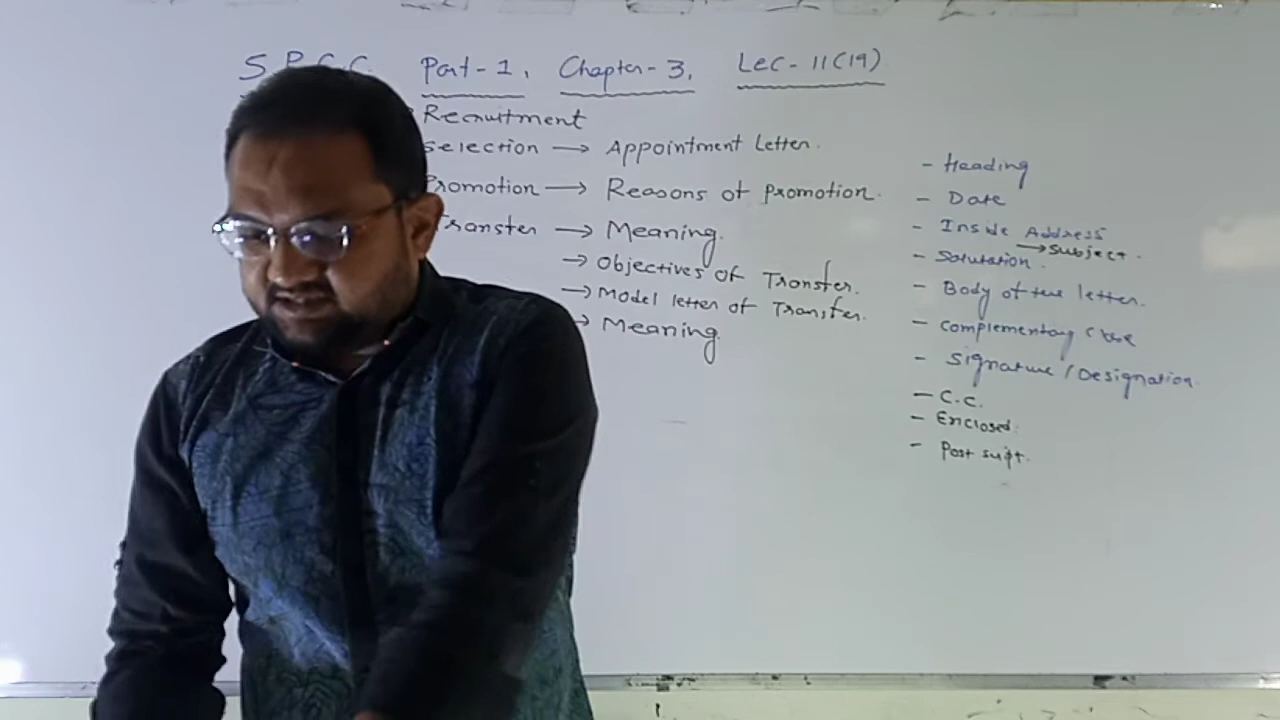 S.P.C.C. Part-1, Chapter-3, Lec-11(19)
Recruitment
Selection → Appointment Letter.
Promotion → Reasons of promotion.
Transfer → Meaning.
→ Objectives of Transfer.
→ Model letter of Transfer.
→ Meaning.
- Heading
- Date
- Inside Address
→ Subject.
- Salutation.
- Body of the letter.
- Complementary Close
- Signature / Designation.
- C.C.
- Enclosed.
- Post suipt.